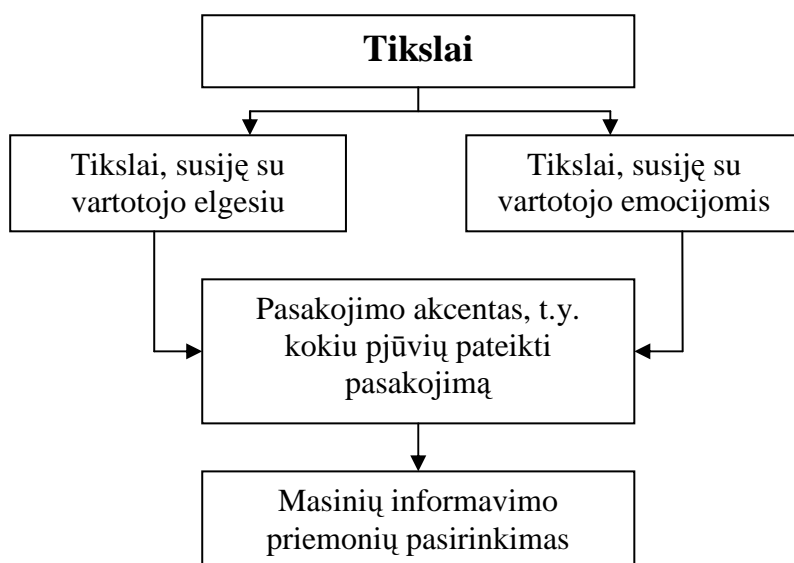 Tikslai
Tikslai, susiję su
vartotojo elgesiu
Tikslai, susiję su
vartotojo emocijomis
Pasakojimo akcentas, t.y.
kokiu pjūvių pateikti
pasakojimą
Masinių informavimo
priemonių pasirinkimas